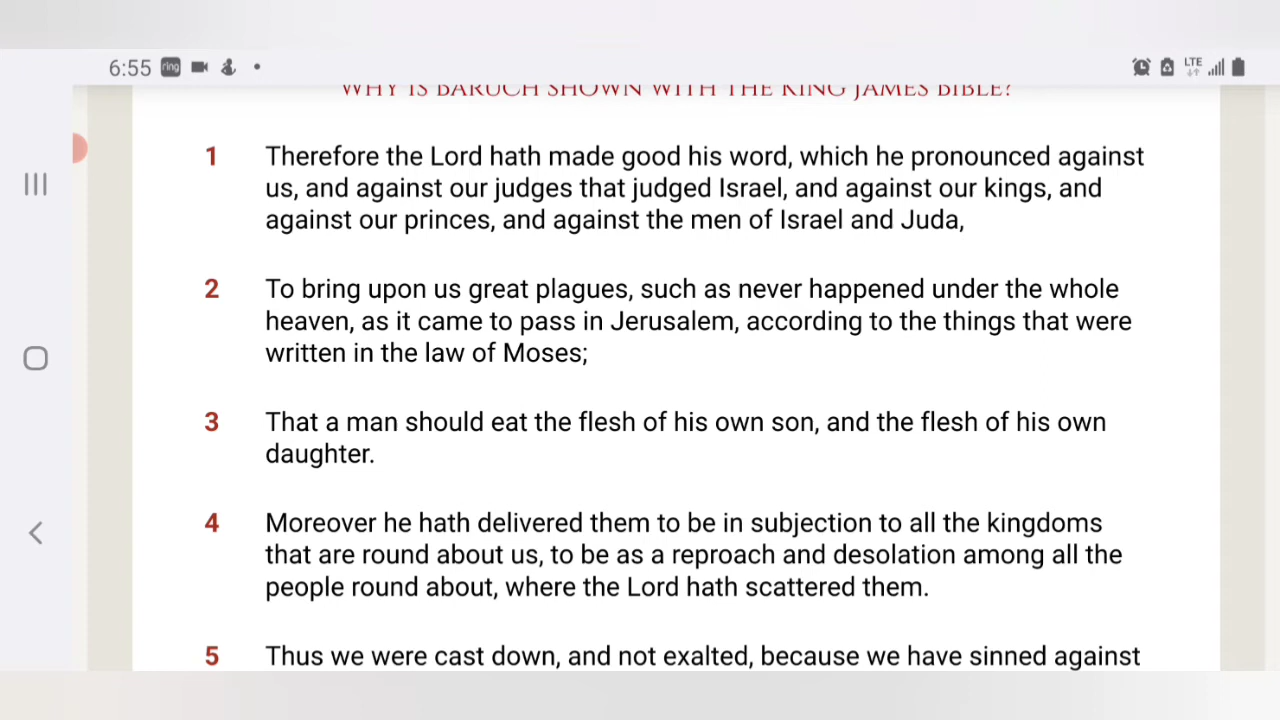 6:55 ring
LTE
WHY IS BARUCH SHOWN WITH THE KING JAMES BIBLE?
1 Therefore the Lord hath made good his word, which he pronounced against
us, and against our judges that judged Israel, and against our kings, and
against our princes, and against the men of Israel and Juda,
2 To bring upon us great plagues, such as never happened under the whole
heaven, as it came to pass in Jerusalem, according to the things that were
written in the law of Moses;
3 That a man should eat the flesh of his own son, and the flesh of his own
daughter.
4 Moreover he hath delivered them to be in subjection to all the kingdoms
that are round about us, to be as a reproach and desolation among all the
people round about, where the Lord hath scattered them.
5 Thus we were cast down, and not exalted, because we have sinned against